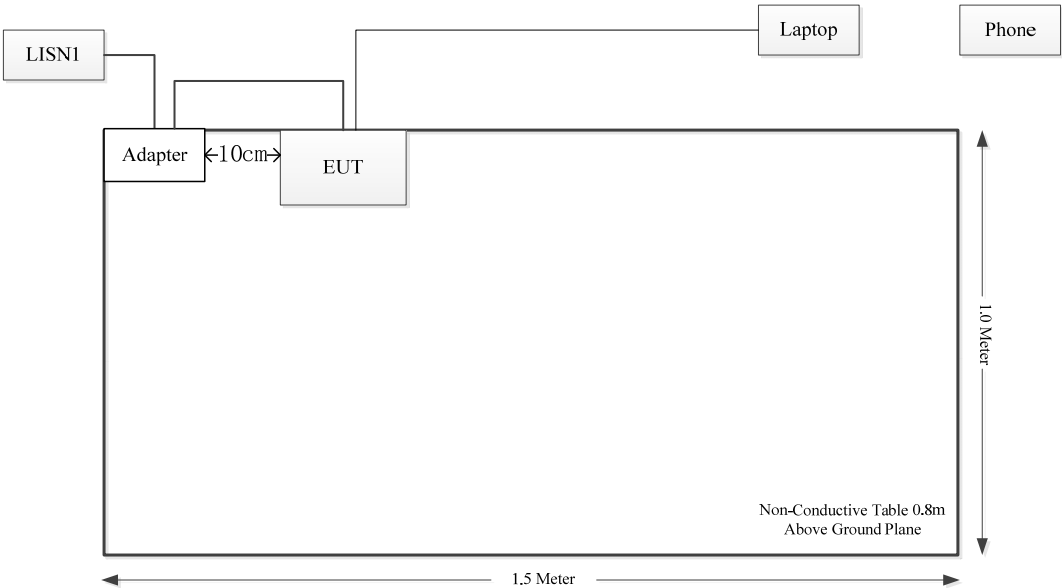 Laptop
Phone
LISN1
Adapter
10cm
EUT
1.0 Meter
Non-Conductive Table 0.8m
Above Ground Plane
1.5 Meter